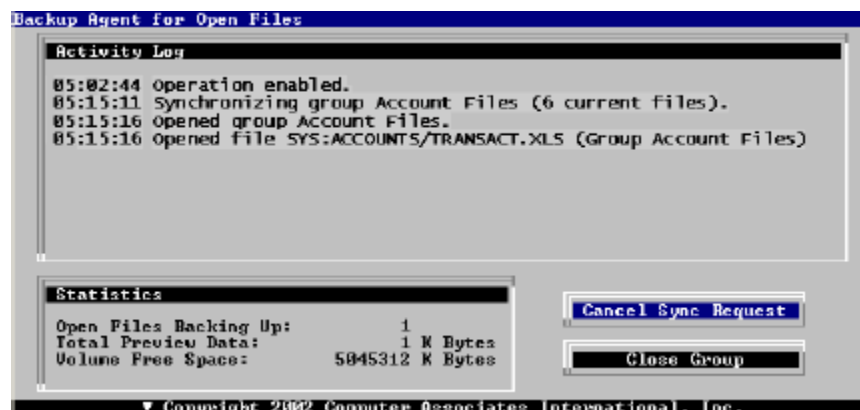 Backup Agent for Open Files
Activity Log
05:02:44 Operation enabled.
05:15:11 Synchronizing group Account Files (6 current files).
05:15:16 Opened group Account Files.
05:15:16 Opened file SYS:ACCOUNTS/TRANSACT.XLS (Group Account Files)
Statistics
Open Files Backing Up: 1
Total Preview Data: 1 K Bytes
Volume Free Space: 5045312 K Bytes
Cancel Sync Request
Close Group
▼ Copyright 2002 Computer Associates International, Inc.